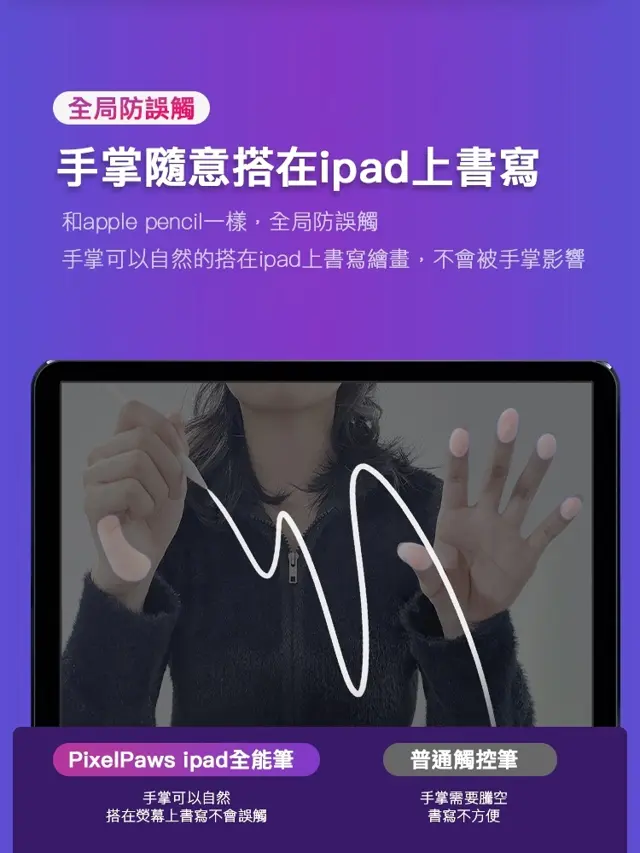 全局防誤觸
手掌隨意搭在ipad上書寫
和apple pencil一樣，全局防誤觸
手掌可以自然的搭在ipad上書寫繪畫，不會被手掌影響
PixelPaws ipad全能筆
手掌可以自然
搭在熒幕上書寫不會誤觸
普通觸控筆
手掌需要騰空
書寫不方便